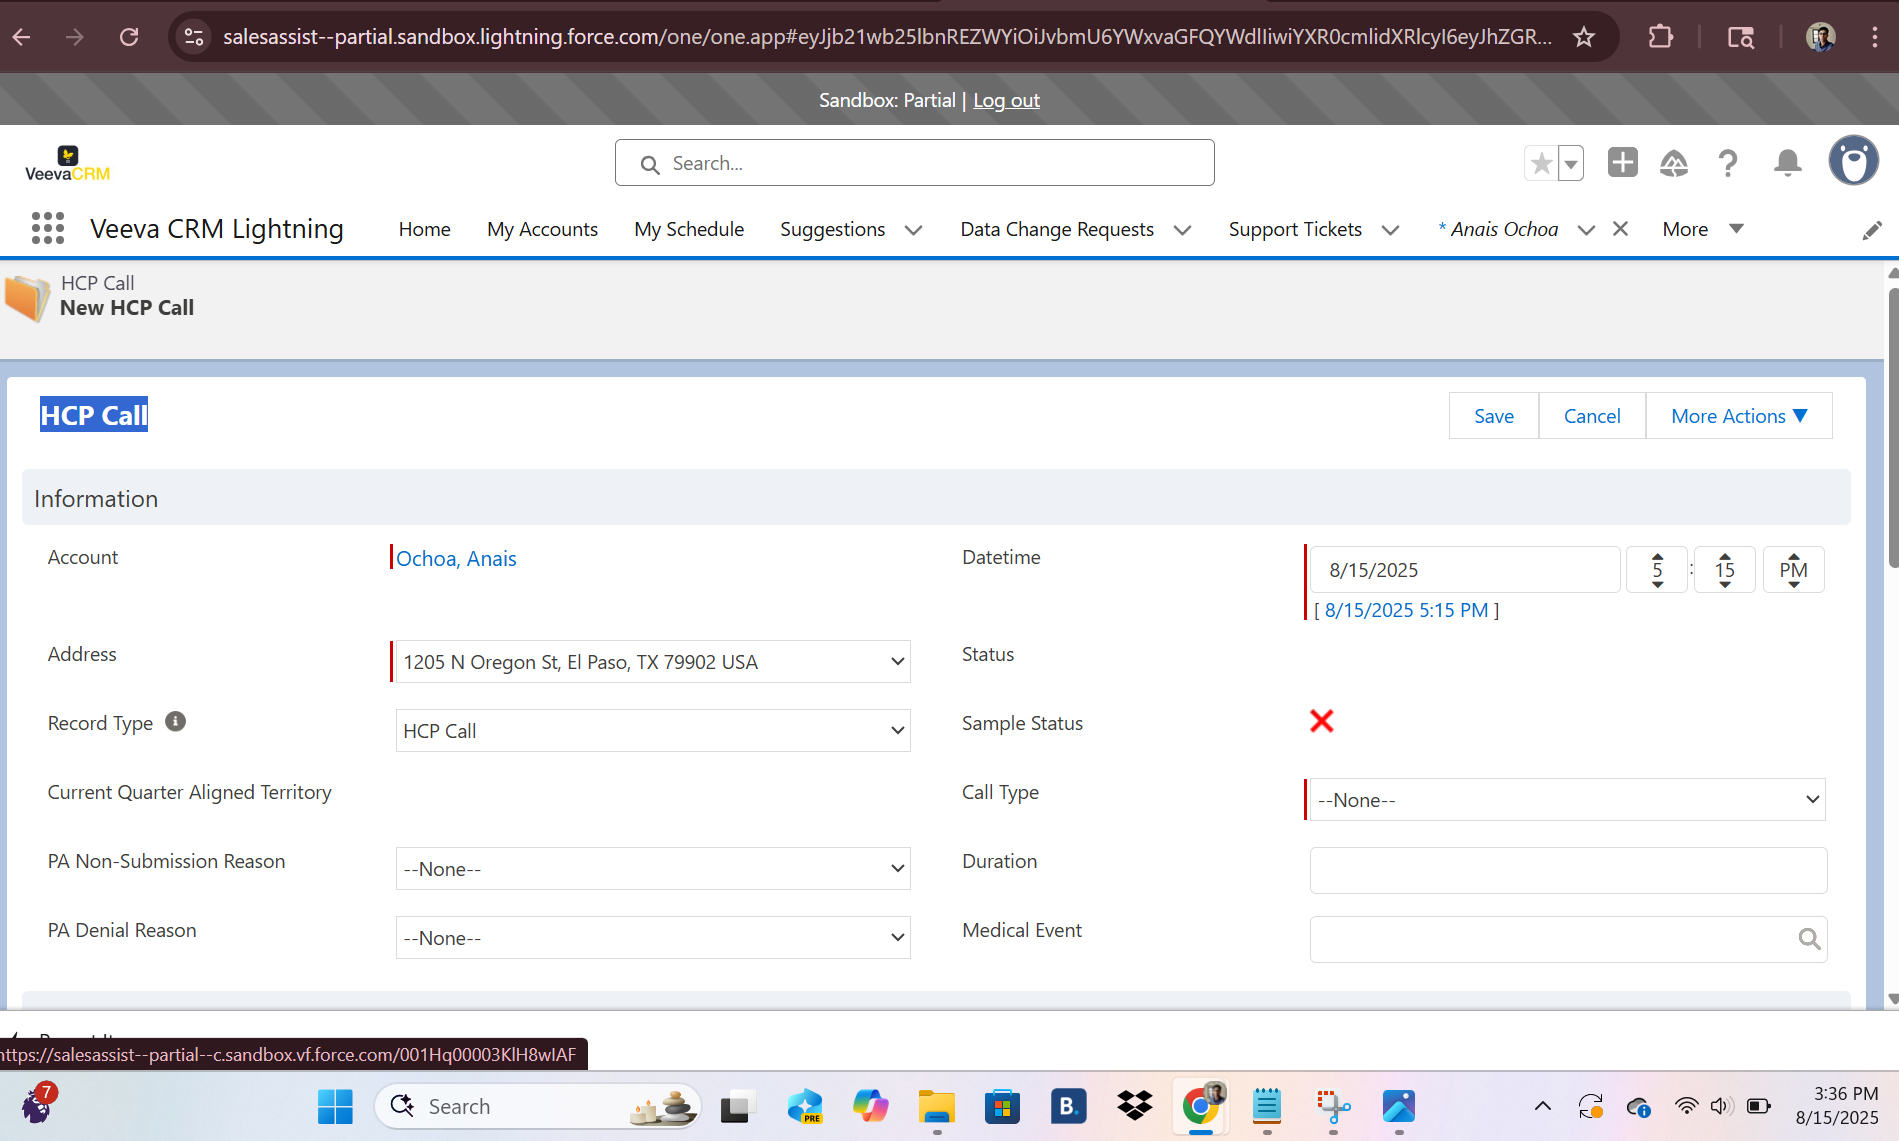 salesassist--partial.sandbox.lightning.force.com/one/one.app#eyJjb21wb25lbnREZWYiOiJvbmU6YWxvaGFQYWdlIiwiYXR0cmlidXRlcyI6eyJhZGR...
Sandbox: Partial | Log out
VeevaCRM
Search...
Veeva CRM Lightning
Home
My Accounts
My Schedule
Suggestions
Data Change Requests
Support Tickets
* Anais Ochoa
More
HCP Call
New HCP Call
HCP Call
Save
Cancel
More Actions
Information
Account
Ochoa, Anais
Datetime
8/15/2025
5 : 15 PM
[ 8/15/2025 5:15 PM ]
Address
1205 N Oregon St, El Paso, TX 79902 USA
Status
Record Type
HCP Call
Sample Status
Current Quarter Aligned Territory
Call Type
--None--
PA Non-Submission Reason
--None--
Duration
PA Denial Reason
--None--
Medical Event
https://salesassist--partial--c.sandbox.vf.force.com/001Hq00003KlH8wIAF
7
Search
PRE
B.
3:36 PM
8/15/2025